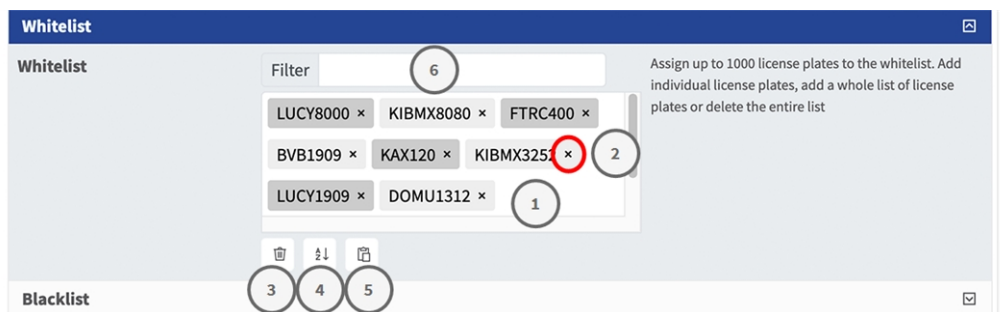 Whitelist
Whitelist
Filter
6
Assign up to 1000 license plates to the whitelist. Add
individual license plates, add a whole list of license
plates or delete the entire list
LUCY8000 × KIBMX8080 × FTRC400 ×
BVB1909 × KAX120 × KIBMX3252 × 2
LUCY1909 × DOMU1312 × 1
A
Z
3 4 5
Blacklist